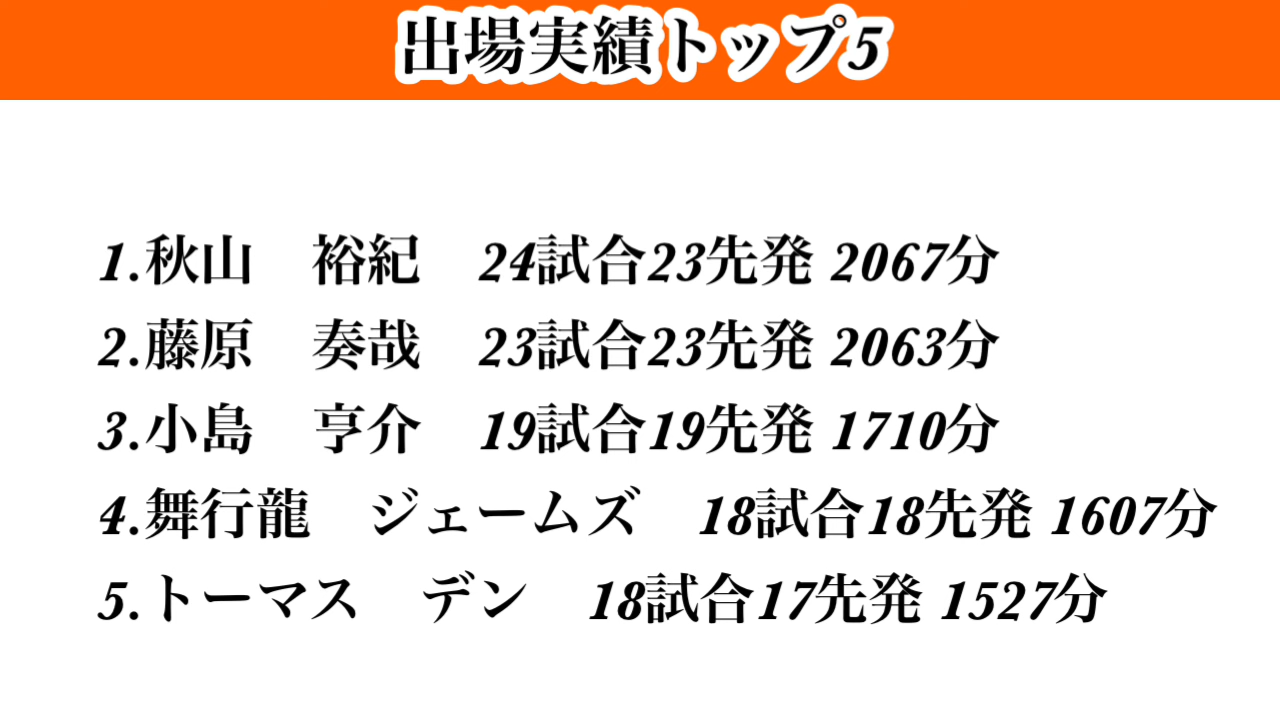 出場実績トップ5
1.秋山　裕紀　24試合23先発 2067分
2.藤原　奏哉　23試合23先発 2063分
3.小島　亨介　19試合19先発 1710分
4.舞行龍　ジェームズ　18試合18先発 1607分
5.トーマス　デン　18試合17先発 1527分